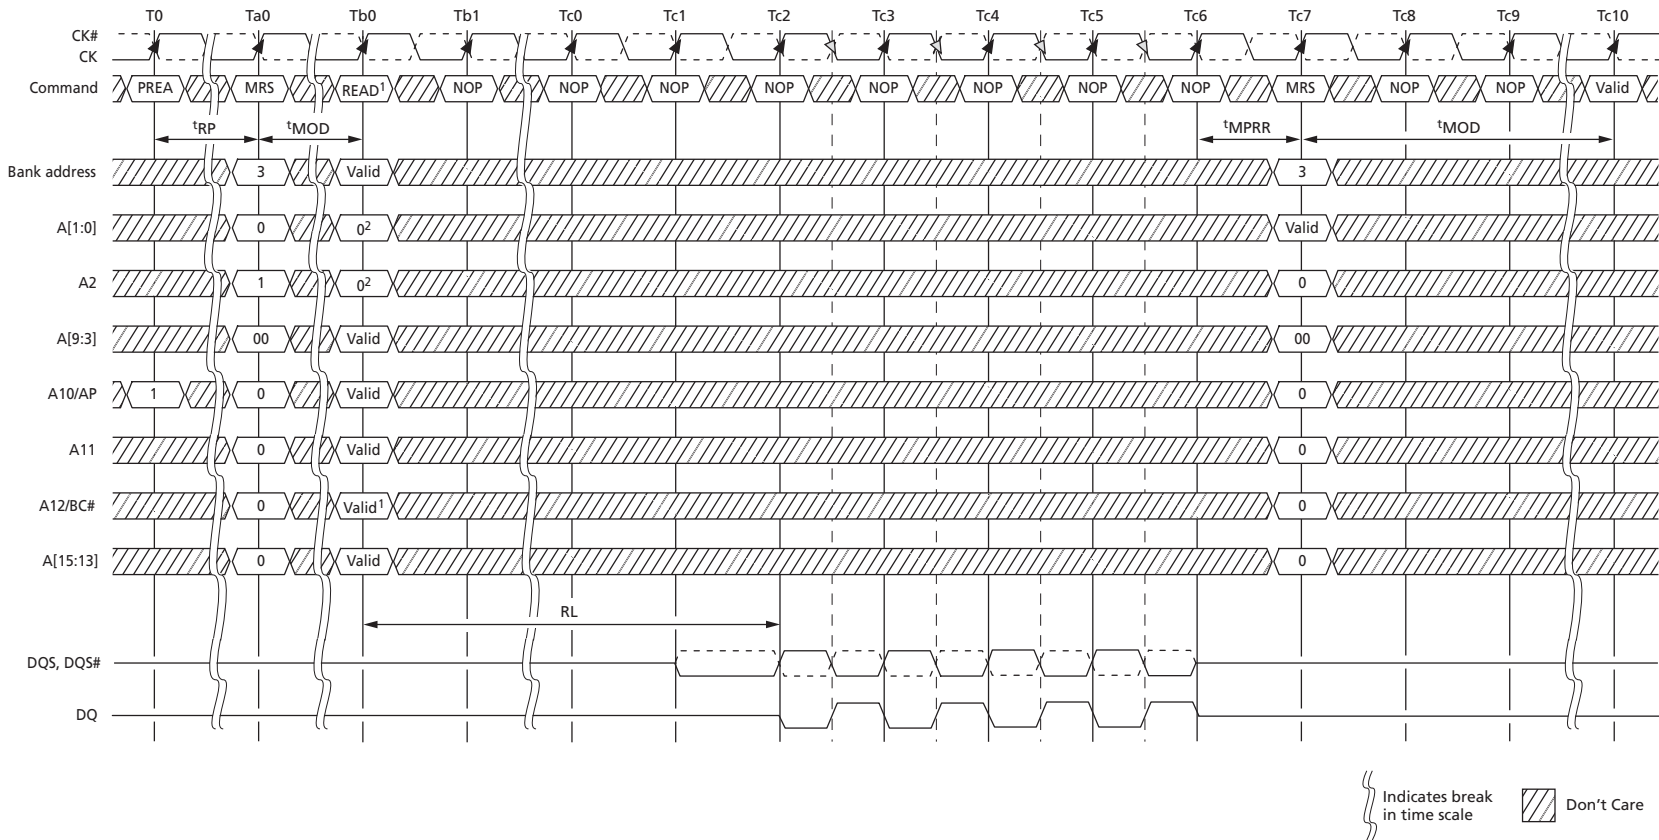 T0 Ta0 Tb0 Tb1 Tc0 Tc1 Tc2 Tc3 Tc4 Tc5 Tc6 Tc7 Tc8 Tc9 Tc10
CK#
CK
Command PREA MRS READ¹ NOP NOP NOP NOP NOP NOP NOP NOP MRS NOP NOP Valid
tRP tMOD tMPRR tMOD
Bank address 3 Valid 3
A[1:0] 0 0² Valid
A2 1 0² 0
A[9:3] 00 Valid 00
A10/AP 1 0 Valid 0
A11 0 Valid 0
A12/BC# 0 Valid¹ 0
A[15:13] 0 Valid 0
RL
DQS, DQS#
DQ
Indicates break
in time scale
Don't Care